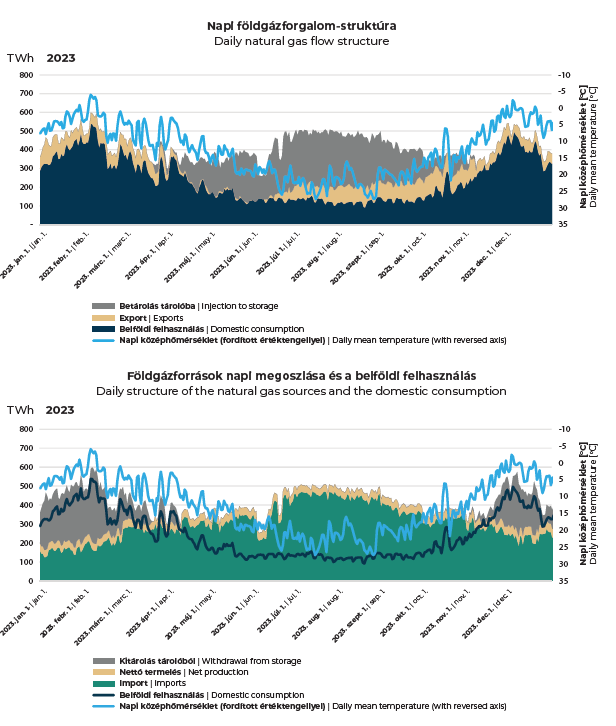 Napi földgázforgalom-struktúra
Daily natural gas flow structure
TWh 2023
800
700
600
500
400
300
200
100
-
-10
-5
0
5
10
15
20
25
30
35
Napi középhőmérséklet [°C]
Daily mean temperature [°C]
2023. jan. 1. | jan. 1.
2023. febr. 1. | feb. 1.
2023. márc. 1. | marc. 1.
2023. ápr. 1. | apr. 1.
2023. máj. 1. | may. 1.
2023. jún. 1. | jun. 1.
2023. júl. 1. | jul. 1.
2023. aug. 1. | aug. 1.
2023. szept. 1. | sep. 1.
2023. okt. 1. | oct. 1.
2023. nov. 1. | nov. 1.
2023. dec. 1. | dec. 1.
Betárolás tárolóba | Injection to storage
Export | Exports
Belföldi felhasználás | Domestic consumption
Napi középhőmérséklet (fordított értéktengellyel) | Daily mean temperature (with reversed axis)
Földgázforrások napi megoszlása és a belföldi felhasználás
Daily structure of the natural gas sources and the domestic consumption
TWh 2023
800
700
600
500
400
300
200
100
0
-10
-5
0
5
10
15
20
25
30
35
Napi középhőmérséklet [°C]
Daily mean temperature [°C]
2023. jan. 1. | jan. 1.
2023. febr. 1. | feb. 1.
2023. márc. 1. | marc. 1.
2023. ápr. 1. | apr. 1.
2023. máj. 1. | may. 1.
2023. jún. 1. | jun. 1.
2023. júl. 1. | jul. 1.
2023. aug. 1. | aug. 1.
2023. szept. 1. | sep. 1.
2023. okt. 1. | oct. 1.
2023. nov. 1. | nov. 1.
2023. dec. 1. | dec. 1.
Kitárolás tárolóból | Withdrawal from storage
Nettó termelés | Net production
Import | Imports
Belföldi felhasználás | Domestic consumption
Napi középhőmérséklet (fordított értéktengellyel) | Daily mean temperature (with reversed axis)